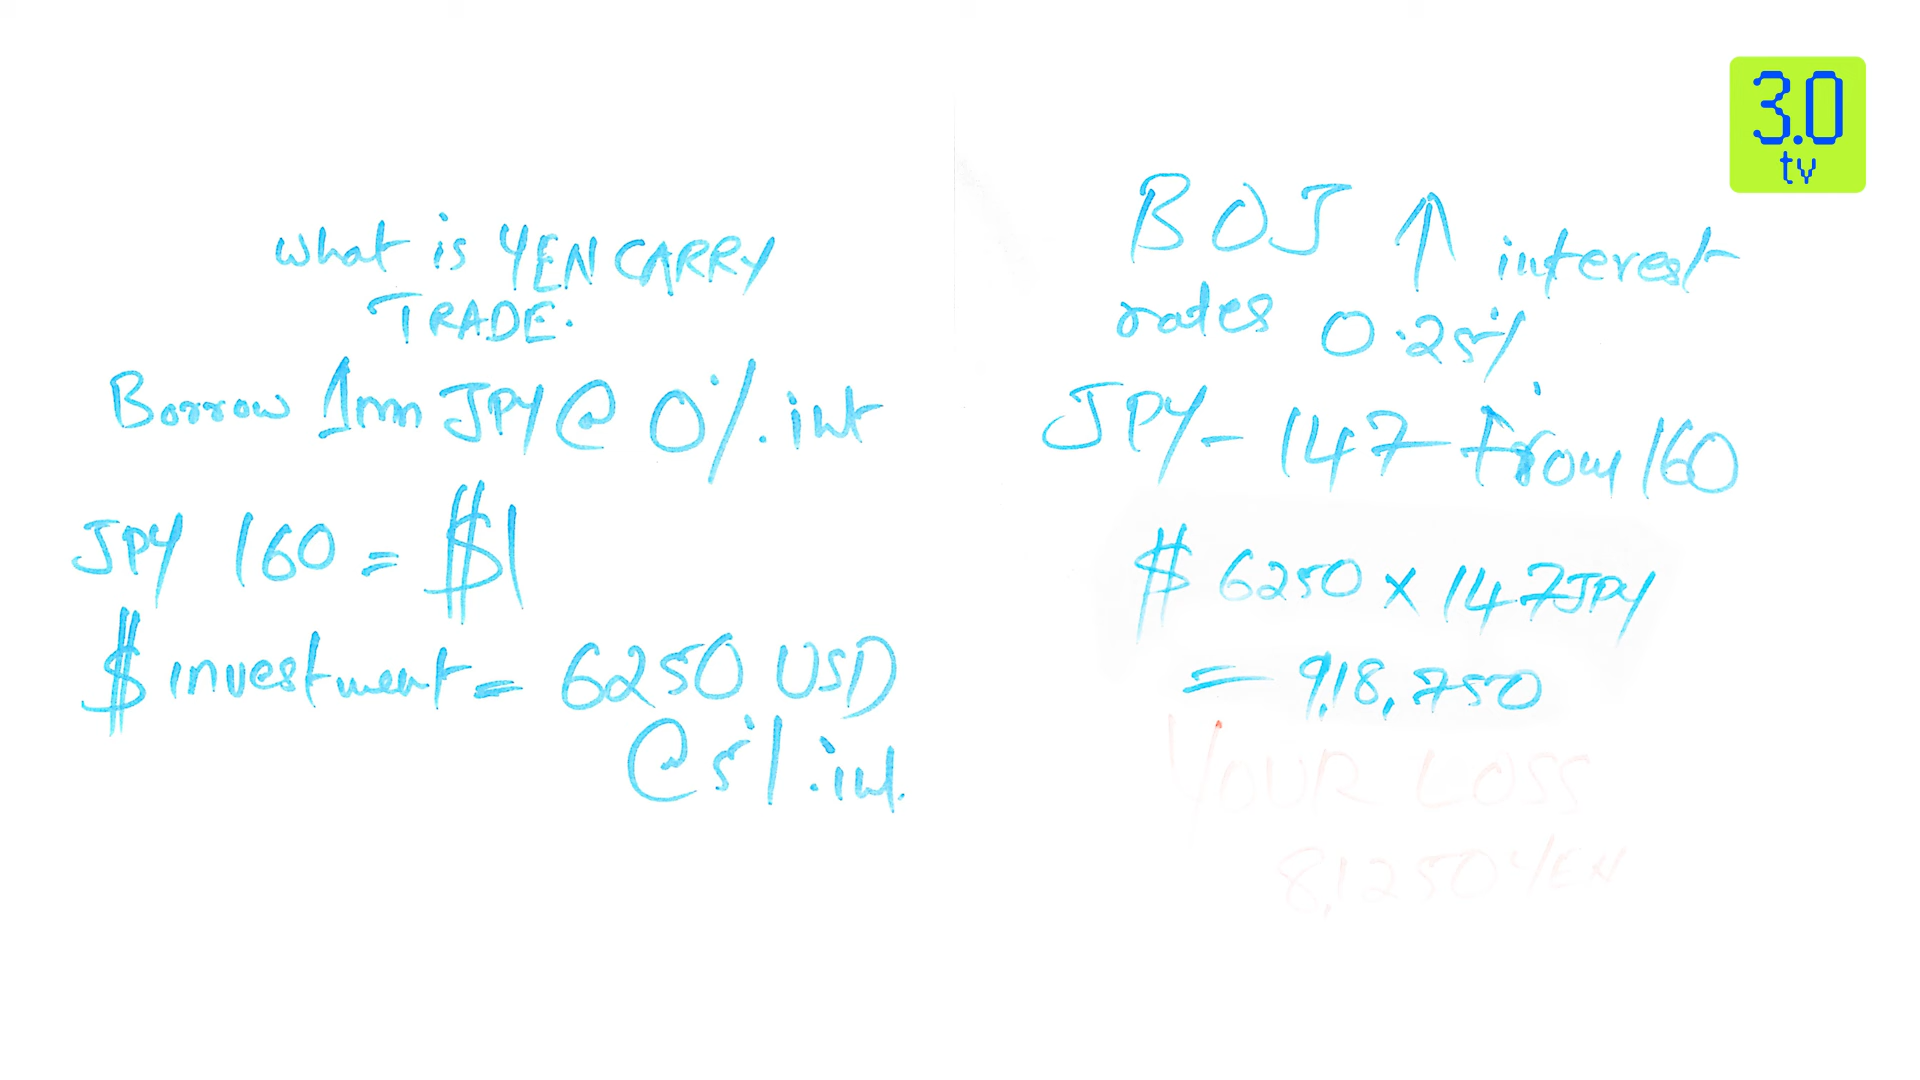 3.0
tv
What is YEN CARRY
TRADE.
Borrow 1mn JPY @ 0%. int
JPY 160 = $1
$ investment = 6250 USD
@5%.int.
BOJ ↑ interest
rates 0.25%
JPY - 147 from 160
$ 6250 x 147JPY
= 918,750
YOUR LOSS
81,250 YEN